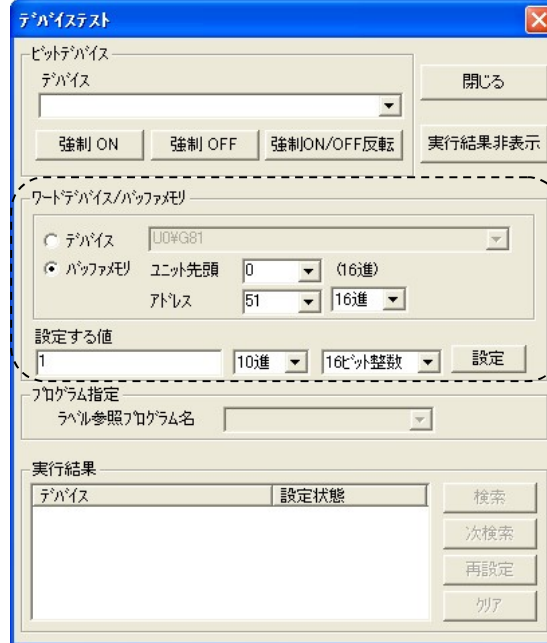 デバイステスト
ビットデバイス
デバイス
閉じる
強制 ON 強制 OFF 強制ON/OFF反転 実行結果非表示
ワードデバイス/バッファメモリ
デバイス U0¥G81
バッファメモリ ユニット先頭 0 (16進)
アドレス 51 16進
設定する値
1 10進 16ビット整数 設定
プログラム指定
ラベル参照プログラム名
実行結果
デバイス 設定状態 検索
次検索
再設定
クリア